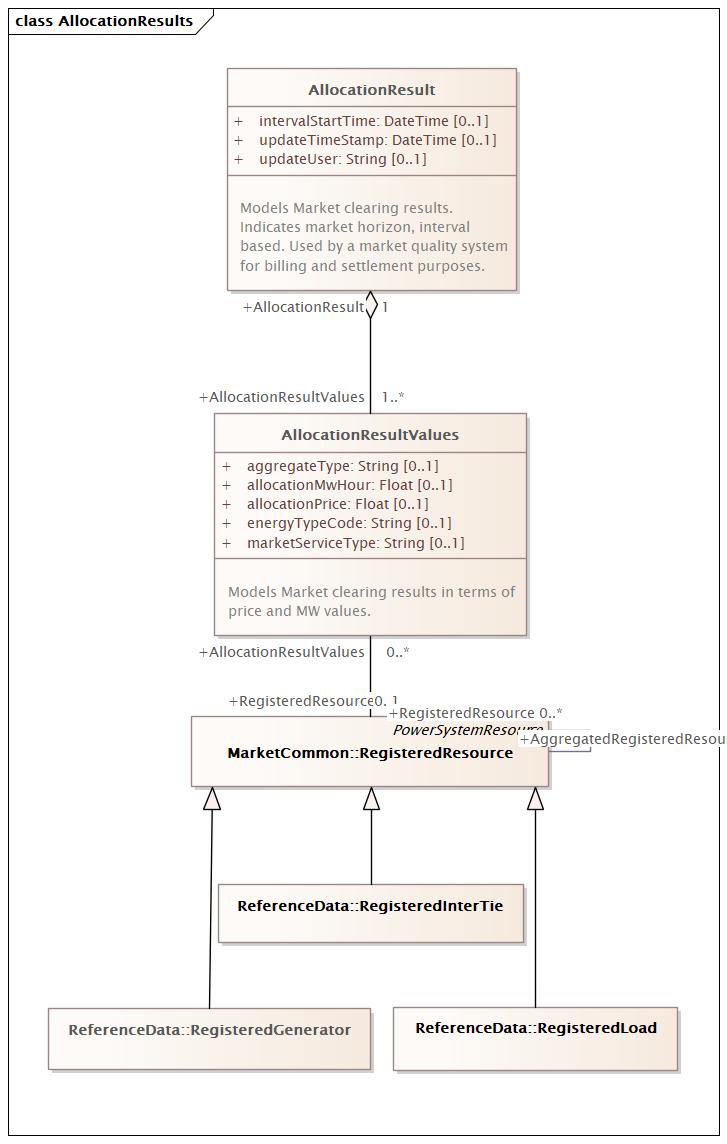 class AllocationResults
AllocationResult
+ intervalStartTime: DateTime [0..1]
+ updateTimeStamp: DateTime [0..1]
+ updateUser: String [0..1]
Models Market clearing results.
Indicates market horizon, interval
based. Used by a market quality system
for billing and settlement purposes.
+AllocationResult 1
+AllocationResultValues 1..*
AllocationResultValues
+ aggregateType: String [0..1]
+ allocationMwHour: Float [0..1]
+ allocationPrice: Float [0..1]
+ energyTypeCode: String [0..1]
+ marketServiceType: String [0..1]
Models Market clearing results in terms of
price and MW values.
+AllocationResultValues 0..*
+RegisteredResource 0..1
+RegisteredResource 0..*
PowerSystemResource
+AggregatedRegisteredResou
MarketCommon::RegisteredResource
ReferenceData::RegisteredInterTie
ReferenceData::RegisteredGenerator
ReferenceData::RegisteredLoad